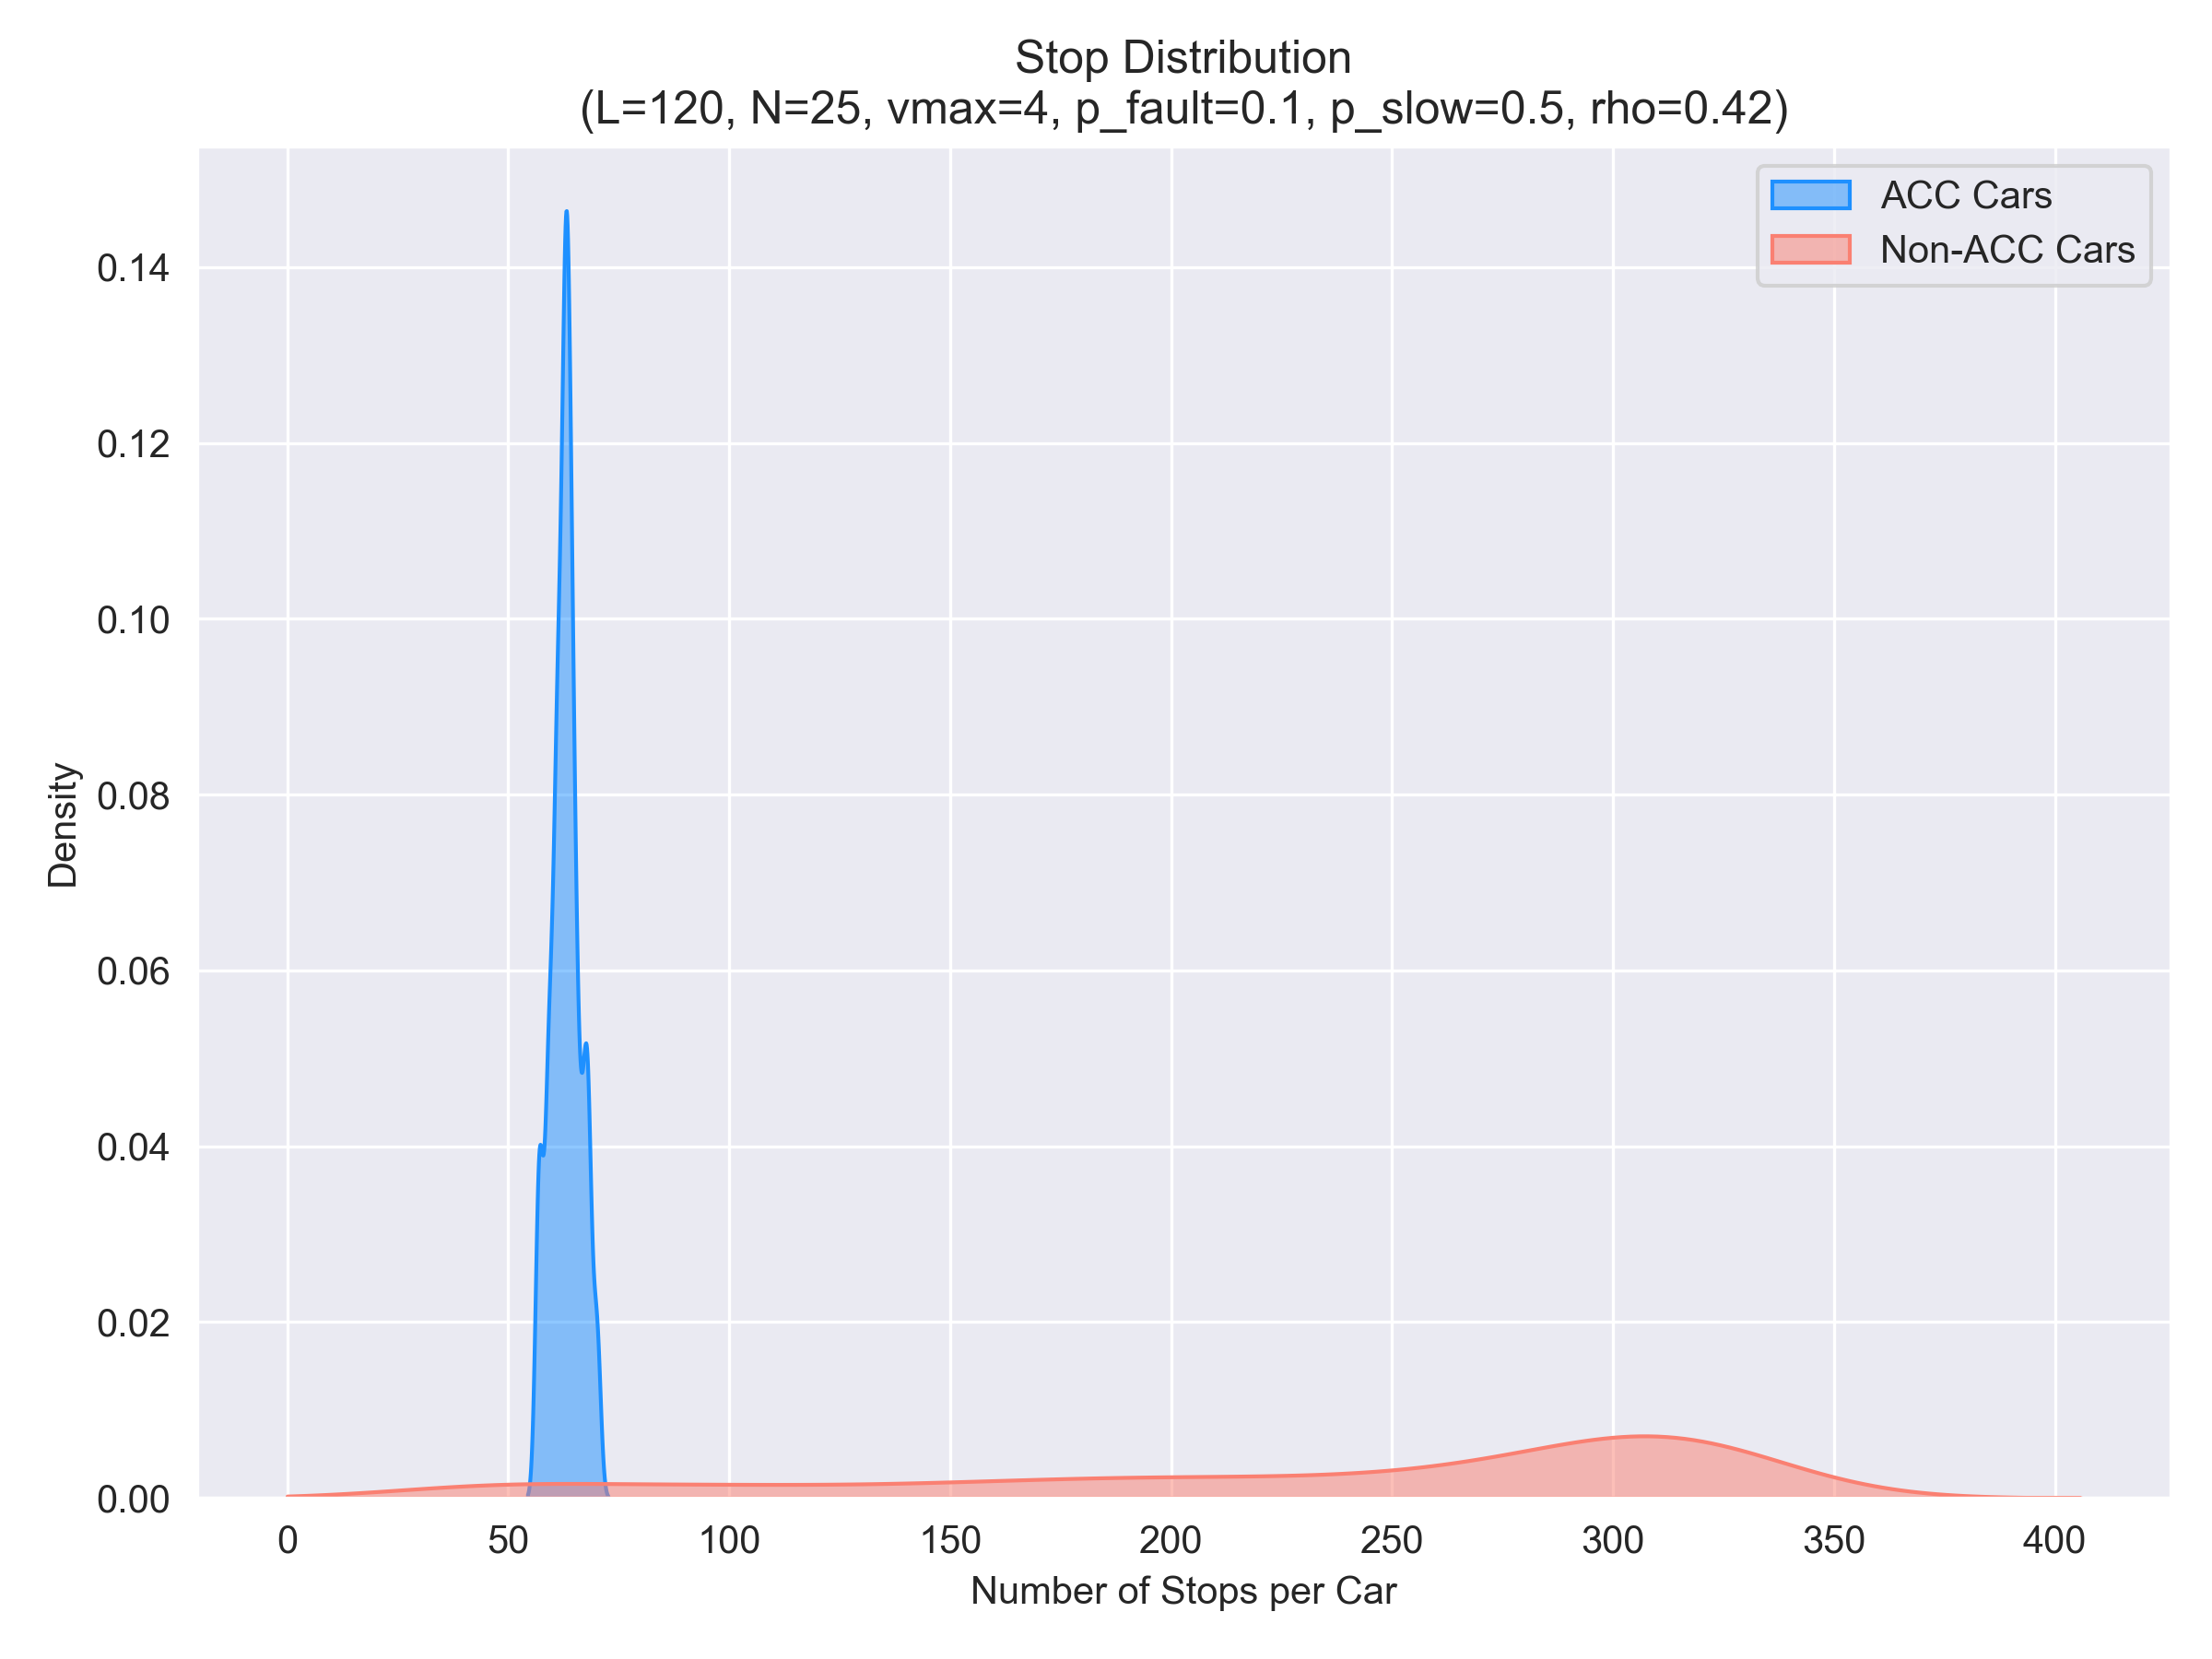 Stop Distribution
(L=120, N=25, vmax=4, p_fault=0.1, p_slow=0.5, rho=0.42)
ACC Cars
Non-ACC Cars
Density
0.14
0.12
0.10
0.08
0.06
0.04
0.02
0.00
0 50 100 150 200 250 300 350 400
Number of Stops per Car